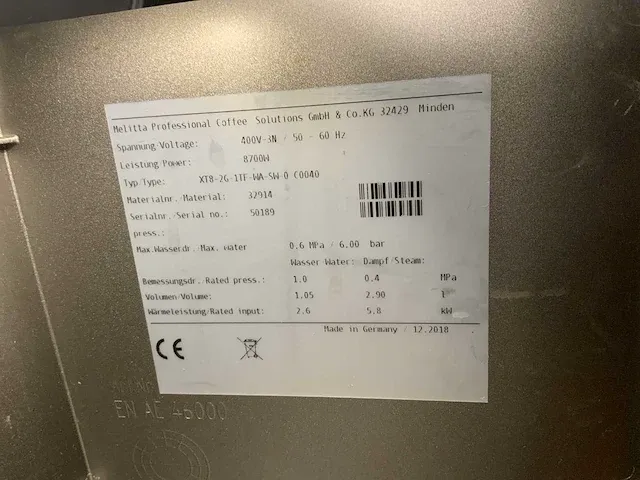 Melitta Professional Coffee Solutions GmbH & Co.KG 32429 Minden
Spannung/Voltage: 400V-3N / 50 - 60 Hz
Leistung/Power: 8700W
Typ/Type: XT8-2G-1TF-WA-SW-0 C0040
Materialnr./Material: 32914
Serialnr./Serial no.: 50189
press.:
Max.Wasserdr./Max. water 0,6 MPa / 6.00 bar
Wasser/Water: Dampf/Steam:
Bemessungsdr./Rated press.: 1.0 0.4 MPa
Volumen/Volume: 1.05 2.90 l
Wärmeleistung/Rated input: 2.6 5.8 kW
Made in Germany / 12.2018
CE
EN AE 46000